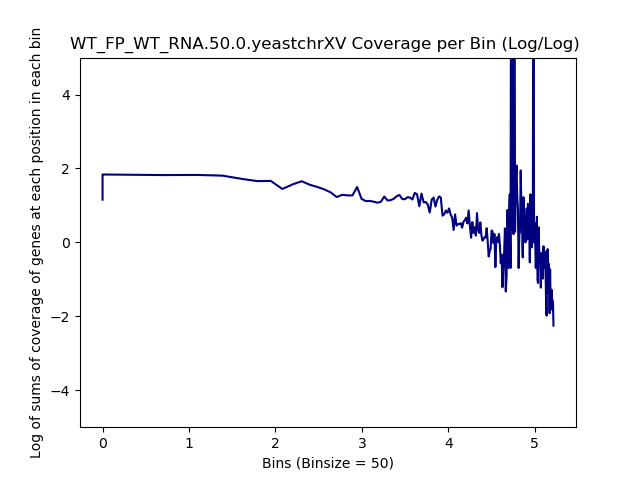 WT_FP_WT_RNA.50.0.yeastchrXV Coverage per Bin (Log/Log)
Log of sums of coverage of genes at each position in each bin
4
2
0
−2
−4
0 1 2 3 4 5
Bins (Binsize = 50)